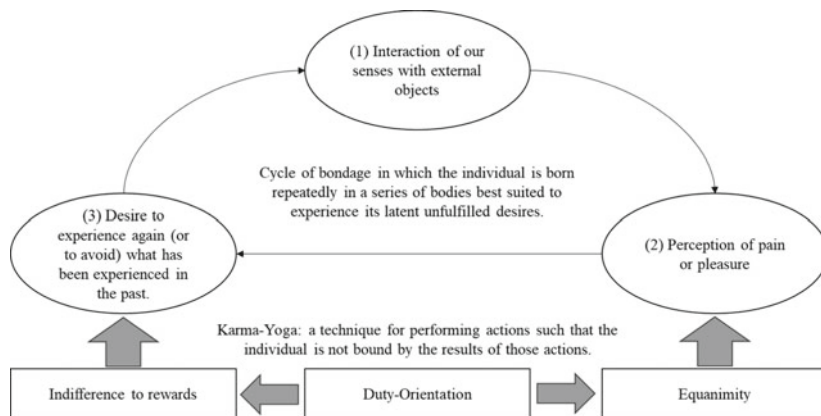 (1) Interaction of our
senses with external
objects
Cycle of bondage in which the individual is born
repeatedly in a series of bodies best suited to
experience its latent unfulfilled desires.
(3) Desire to
experience again (or
to avoid) what has
been experienced in
the past.
(2) Perception of pain
or pleasure
Karma-Yoga: a technique for performing actions such that the
individual is not bound by the results of those actions.
Indifference to rewards
Duty-Orientation
Equanimity